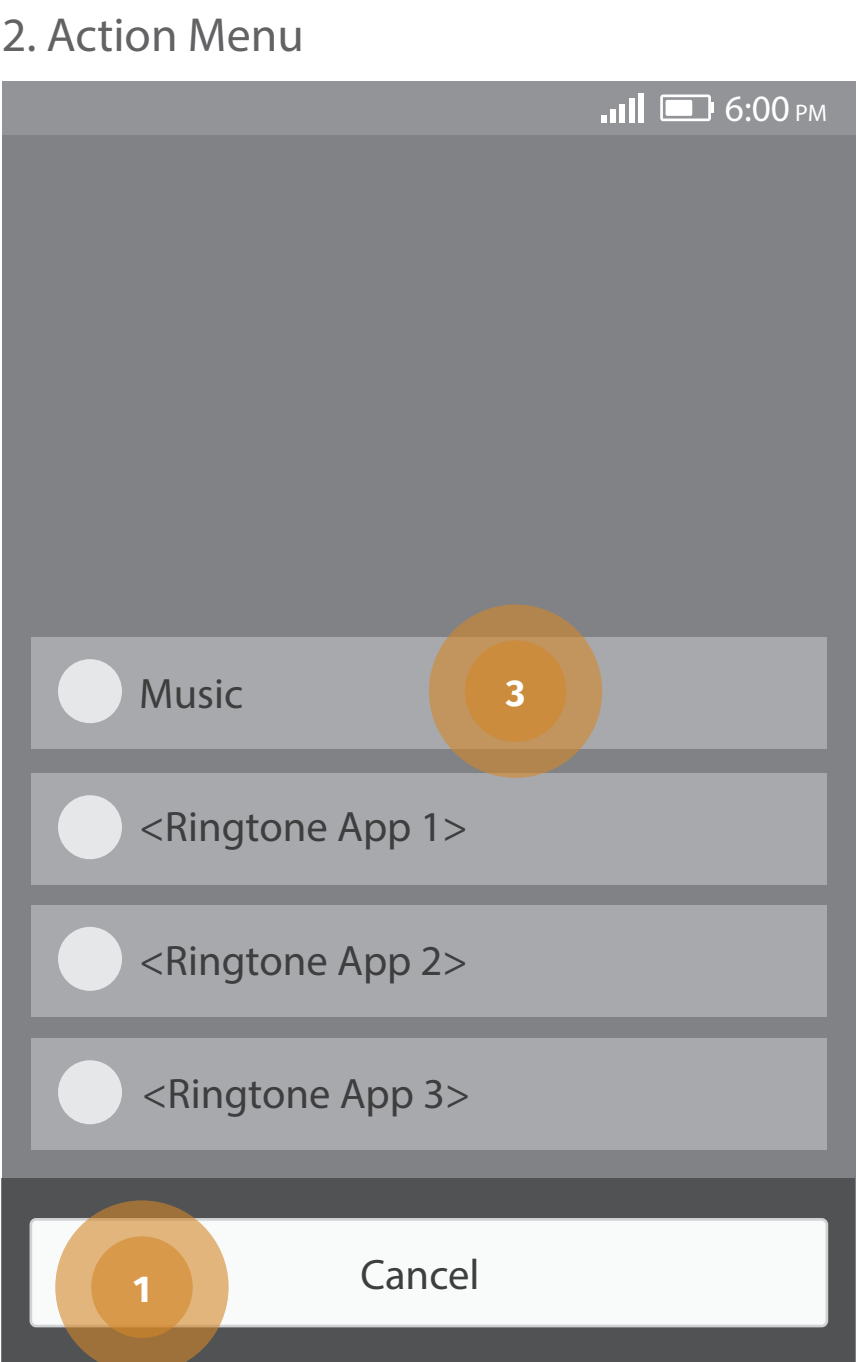 2. Action Menu
6:00 PM
Music
3
<Ringtone App 1>
<Ringtone App 2>
<Ringtone App 3>
Cancel
1